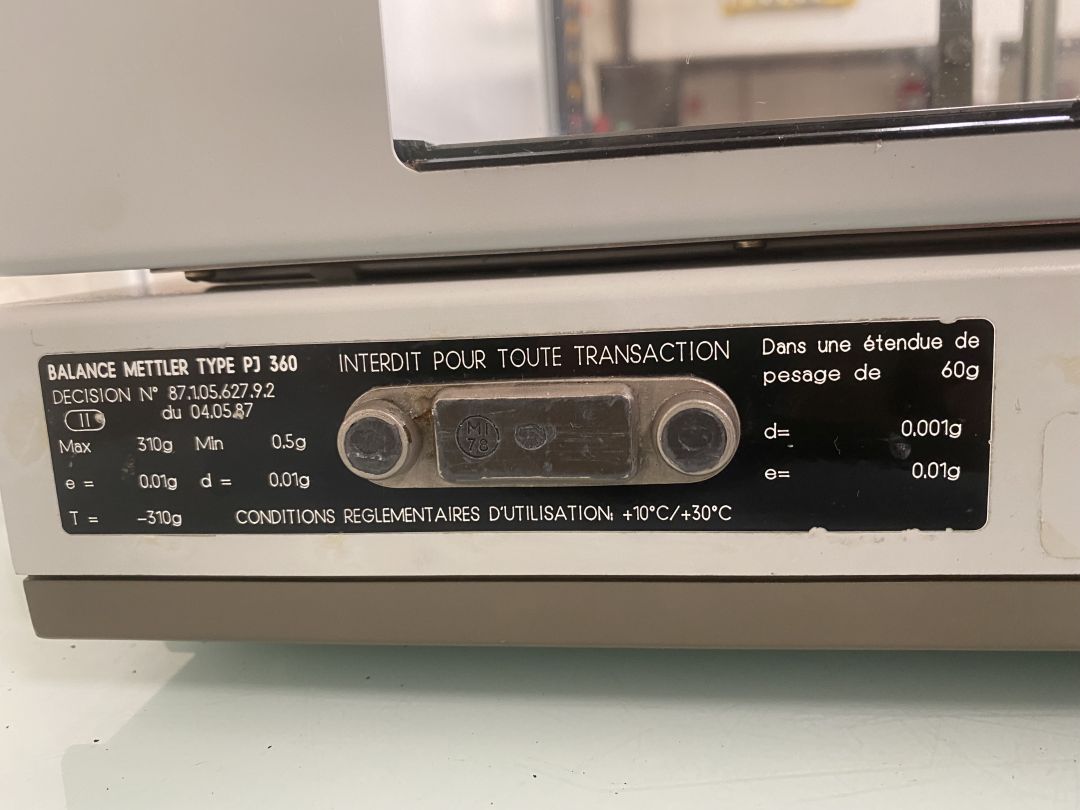 BALANCE METTLER TYPE PJ 360
DECISION N° 87.1.05.627.9.2
II du 04.05.87
Max 310g Min 0.5g
e = 0.01g d = 0.01g
T = -310g
INTERDIT POUR TOUTE TRANSACTION
MI
78
CONDITIONS REGLEMENTAIRES D'UTILISATION: +10°C/+30°C
Dans une étendue de
pesage de 60g
d= 0,001g
e= 0.01g